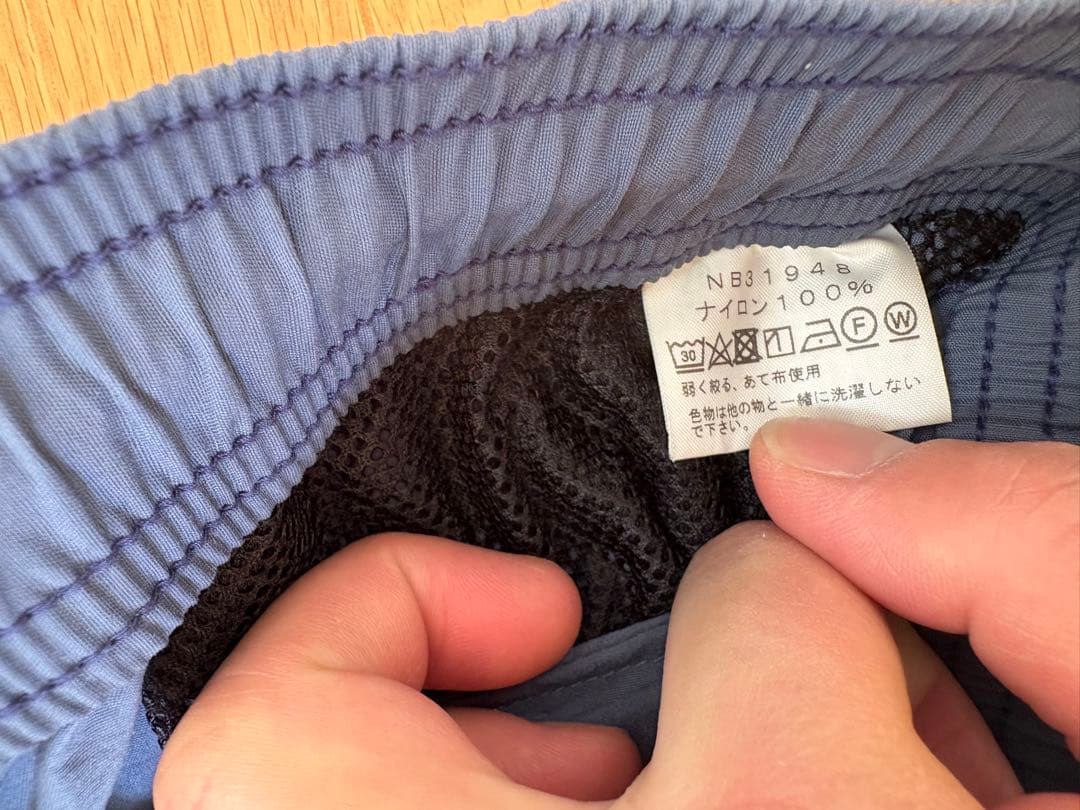 NB31948
ナイロン100%
30 F W
弱く絞る、あて布使用
色物は他の物と一緒に洗濯しない
で下さい。